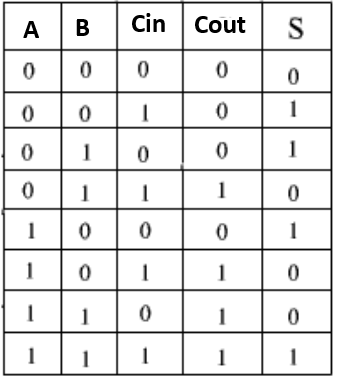 A B Cin Cout S
0 0 0 0 0
0 0 1 0 1
0 1 0 0 1
0 1 1 1 0
1 0 0 0 1
1 0 1 1 0
1 1 0 1 0
1 1 1 1 1